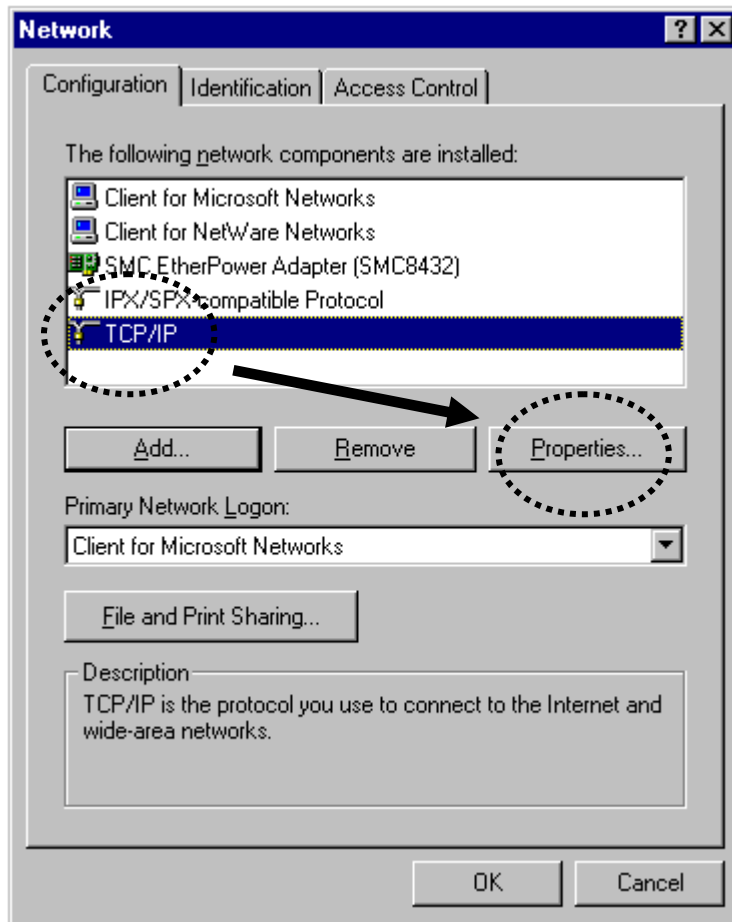 Network
Configuration Identification Access Control
The following network components are installed:
Client for Microsoft Networks
Client for NetWare Networks
SMC EtherPower Adapter (SMC8432)
IPX/SPX-compatible Protocol
TCP/IP
Add... Remove Properties...
Primary Network Logon:
Client for Microsoft Networks
File and Print Sharing...
Description
TCP/IP is the protocol you use to connect to the Internet and
wide-area networks.
OK Cancel